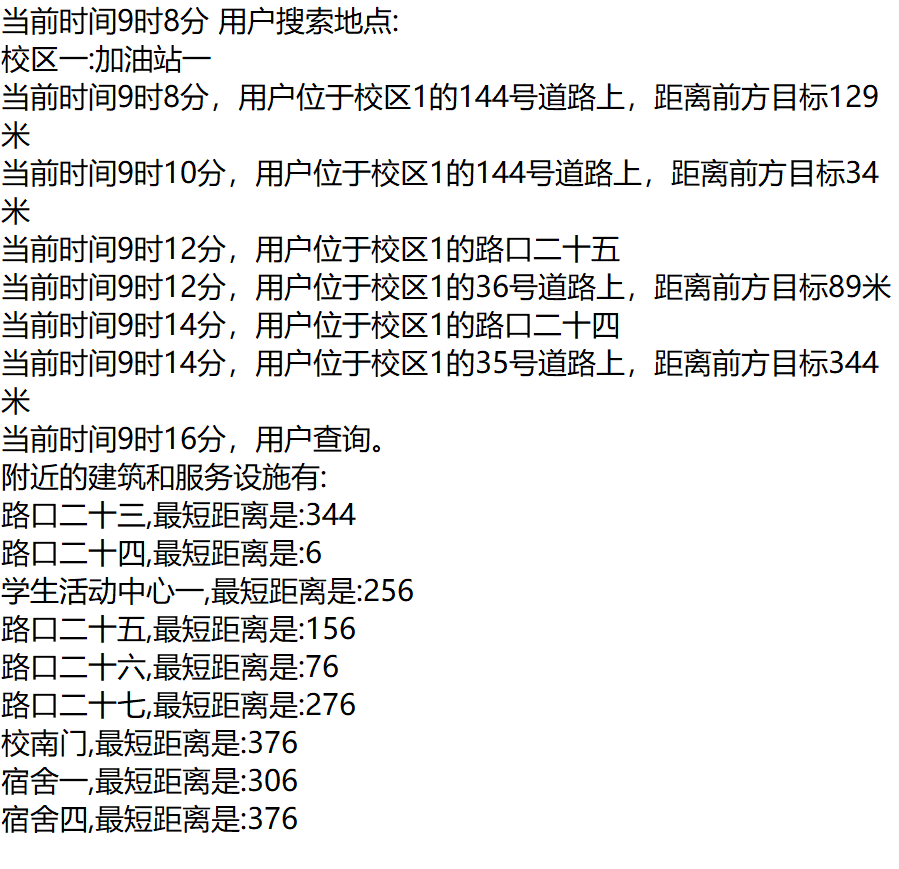 当前时间9时8分 用户搜索地点:
校区一:加油站一
当前时间9时8分，用户位于校区1的144号道路上，距离前方目标129
米
当前时间9时10分，用户位于校区1的144号道路上，距离前方目标34
米
当前时间9时12分，用户位于校区1的路口二十五
当前时间9时12分，用户位于校区1的36号道路上，距离前方目标89米
当前时间9时14分，用户位于校区1的路口二十四
当前时间9时14分，用户位于校区1的35号道路上，距离前方目标344
米
当前时间9时16分，用户查询。
附近的建筑和服务设施有:
路口二十三,最短距离是:344
路口二十四,最短距离是:6
学生活动中心一,最短距离是:256
路口二十五,最短距离是:156
路口二十六,最短距离是:76
路口二十七,最短距离是:276
校南门,最短距离是:376
宿舍一,最短距离是:306
宿舍四,最短距离是:376